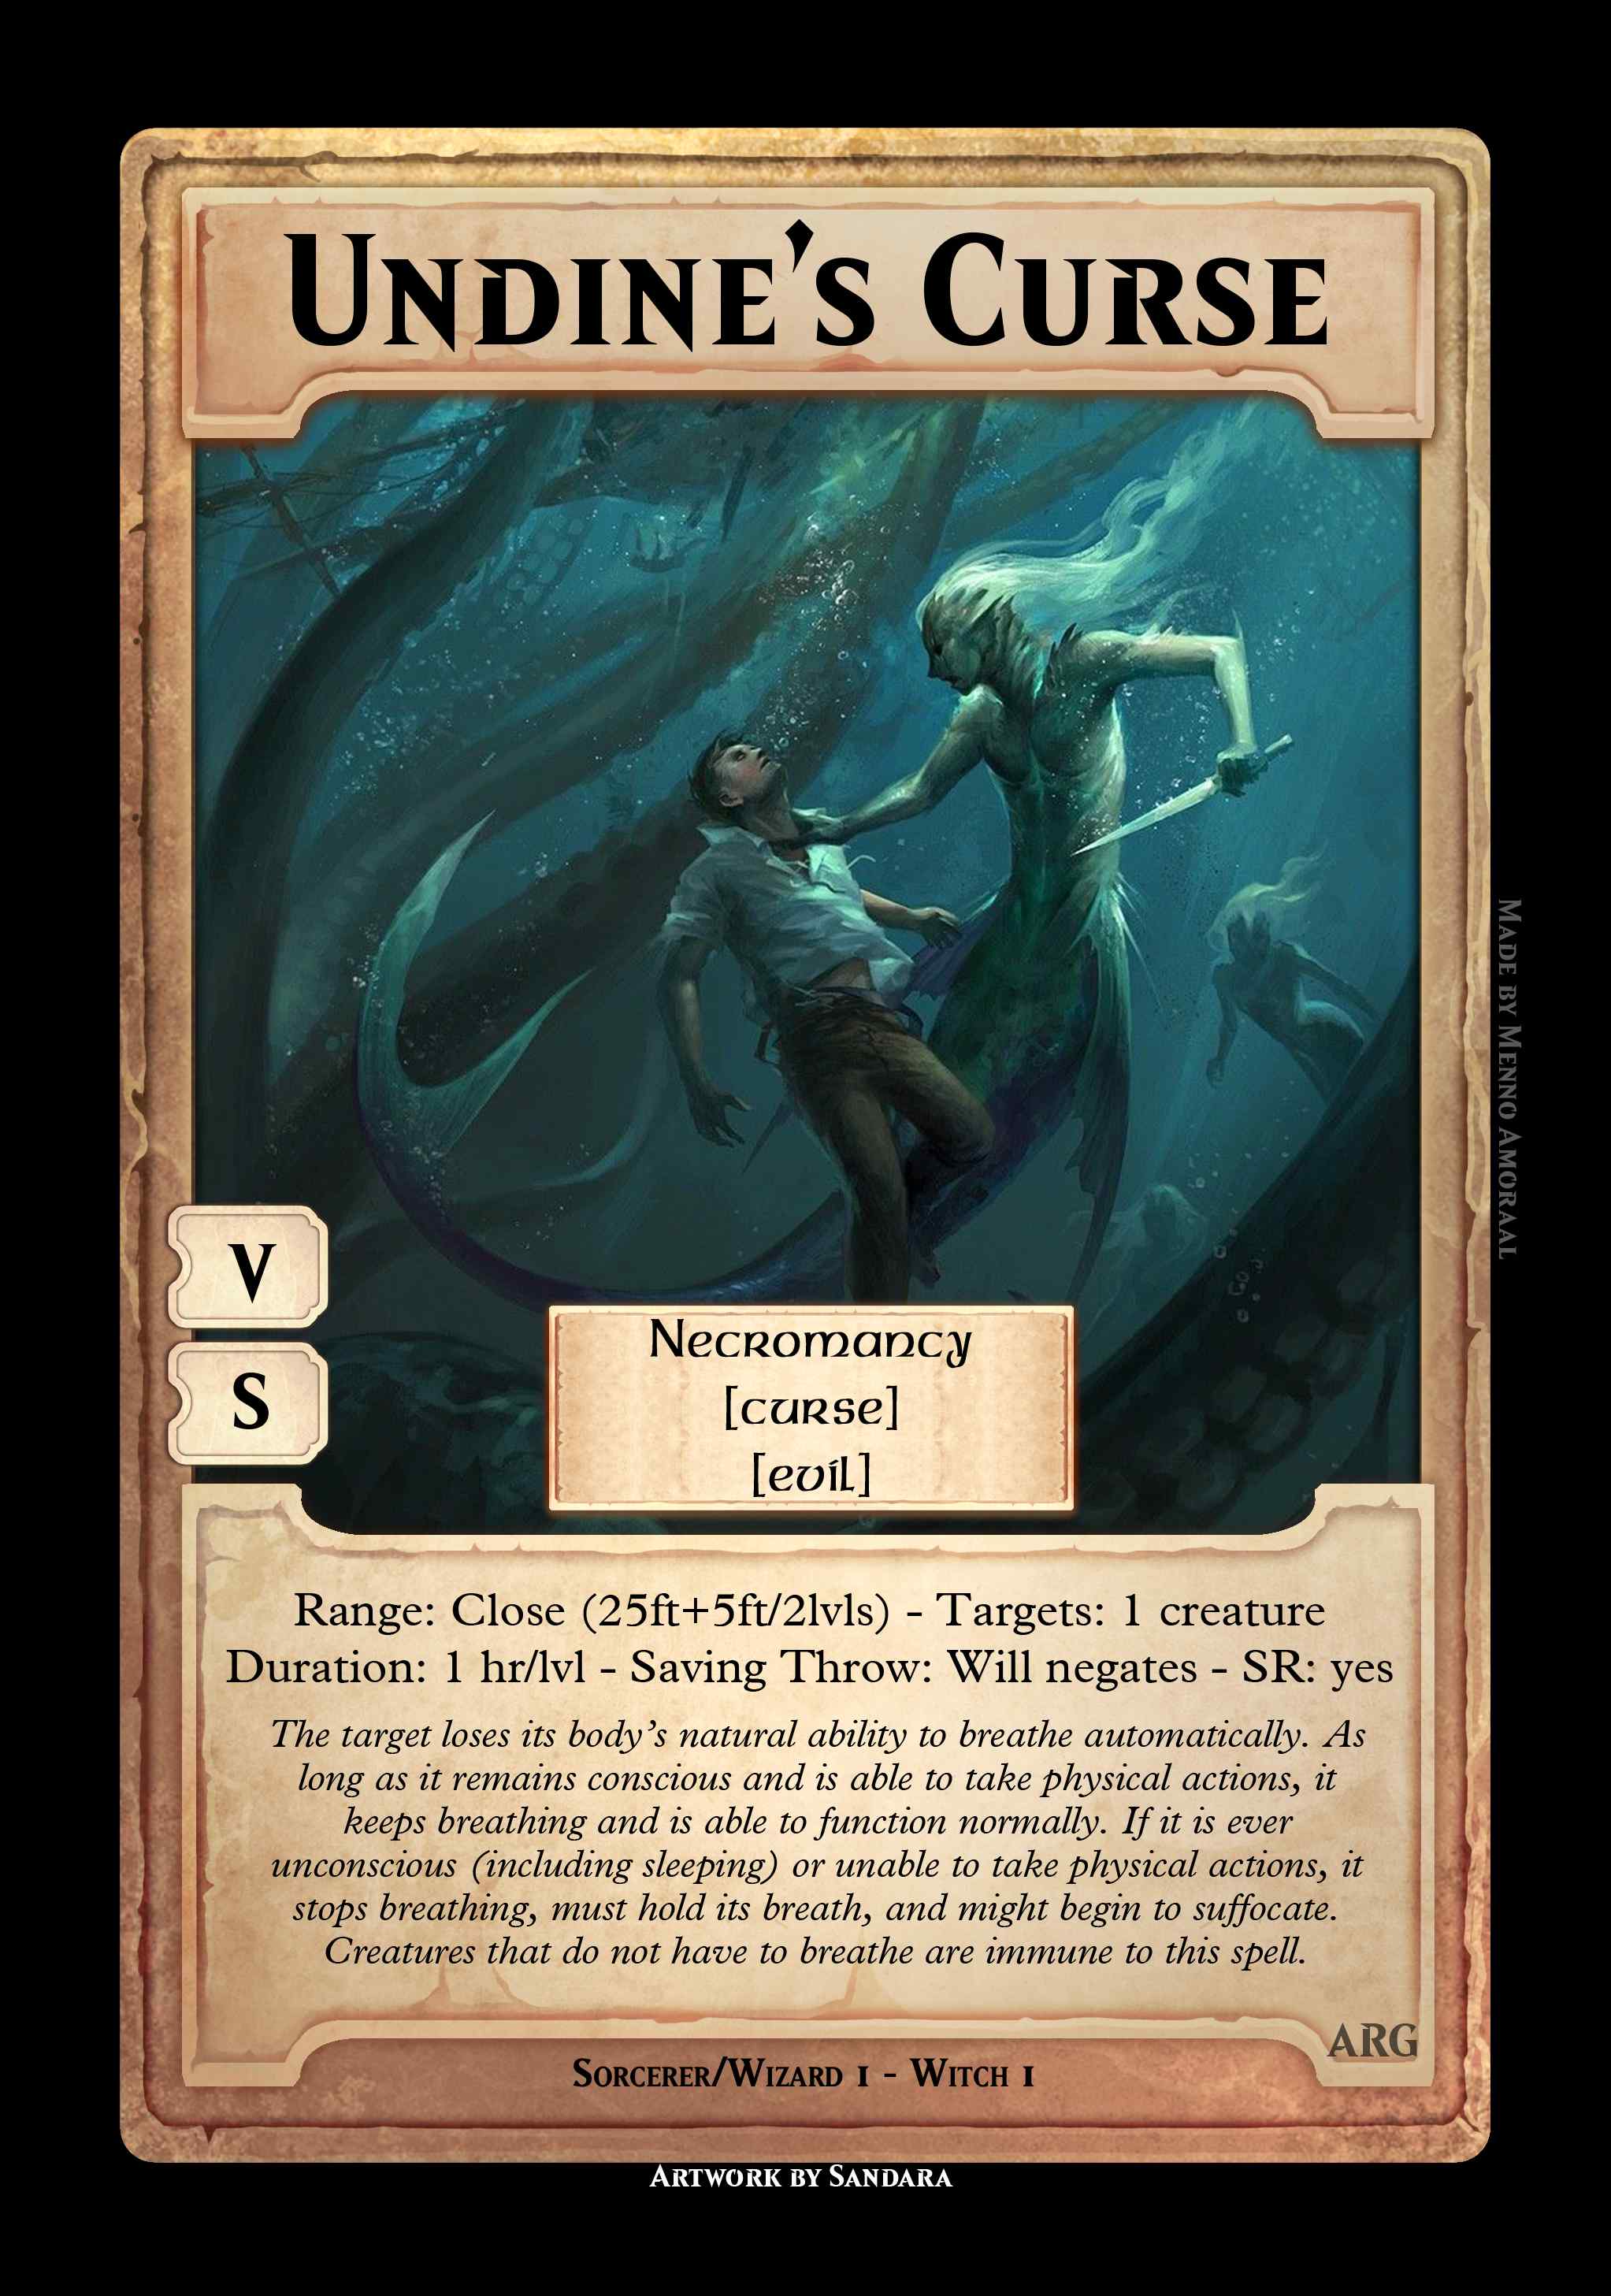 Undine's Curse
V
S
Necromancy
[curse]
[evil]
Range: Close (25ft+5ft/2lvls) - Targets: 1 creature
Duration: 1 hr/lvl - Saving Throw: Will negates - SR: yes
The target loses its body's natural ability to breathe automatically. As
long as it remains conscious and is able to take physical actions, it
keeps breathing and is able to function normally. If it is ever
unconscious (including sleeping) or unable to take physical actions, it
stops breathing, must hold its breath, and might begin to suffocate.
Creatures that do not have to breathe are immune to this spell.
ARG
Sorcerer/Wizard 1 - Witch 1
Artwork by Sandara
Made by Menno Amoraal